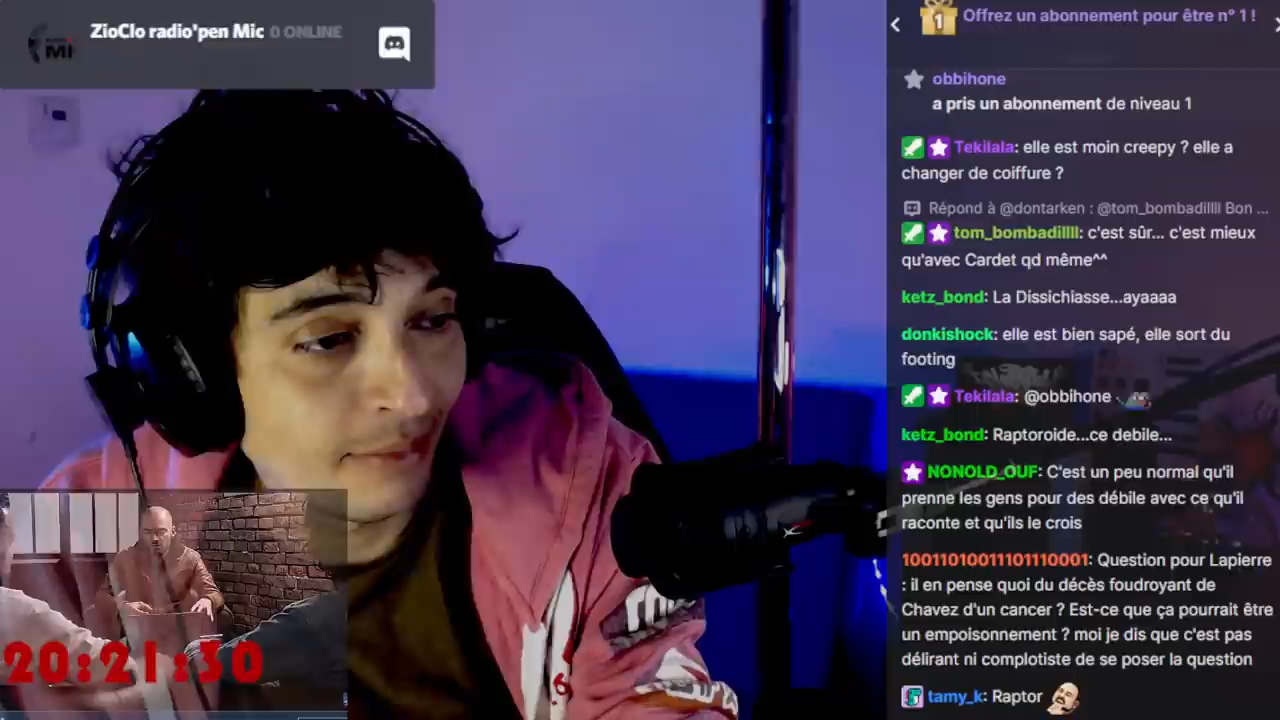 ZioClo radio'pen Mic 0 ONLINE
MI
Offrez un abonnement pour être n° 1 !
1
obbihone
a pris un abonnement de niveau 1
Tekilala: elle est moin creepy ? elle a
changer de coiffure ?
Répond à @dontarken : @tom_bombadillll Bon ...
tom_bombadillll: c'est sûr... c'est mieux
qu'avec Cardet qd même^^
ketz_bond: La Dissichiasse...ayaaaa
donkishock: elle est bien sapé, elle sort du
footing
Tekilala: @obbihone
ketz_bond: Raptoroide...ce debile...
NONOLD_OUF: C'est un peu normal qu'il
prenne les gens pour des débile avec ce qu'il
raconte et qu'ils le crois
10011010011101110001: Question pour Lapierre
: il en pense quoi du décès foudroyant de
Chavez d'un cancer ? Est-ce que ça pourrait être
un empoisonnement ? moi je dis que c'est pas
délirant ni complotiste de se poser la question
tamy_k: Raptor
20:21:30